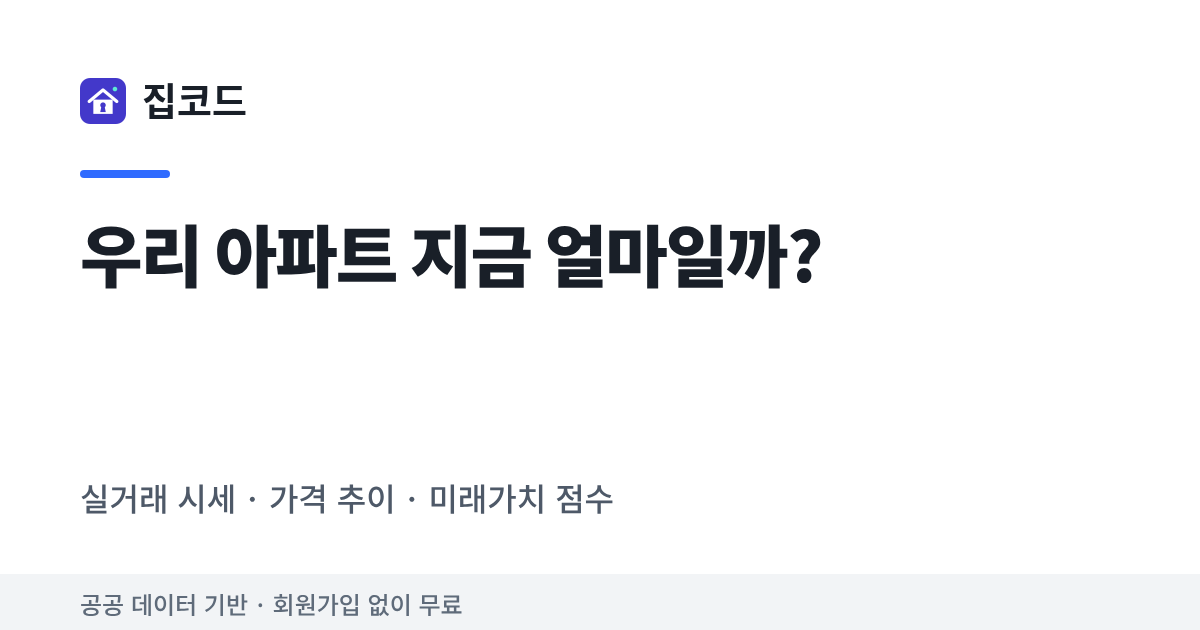 집코드
우리 아파트 지금 얼마일까?
실거래 시세 · 가격 추이 · 미래가치 점수
공공 데이터 기반 · 회원가입 없이 무료